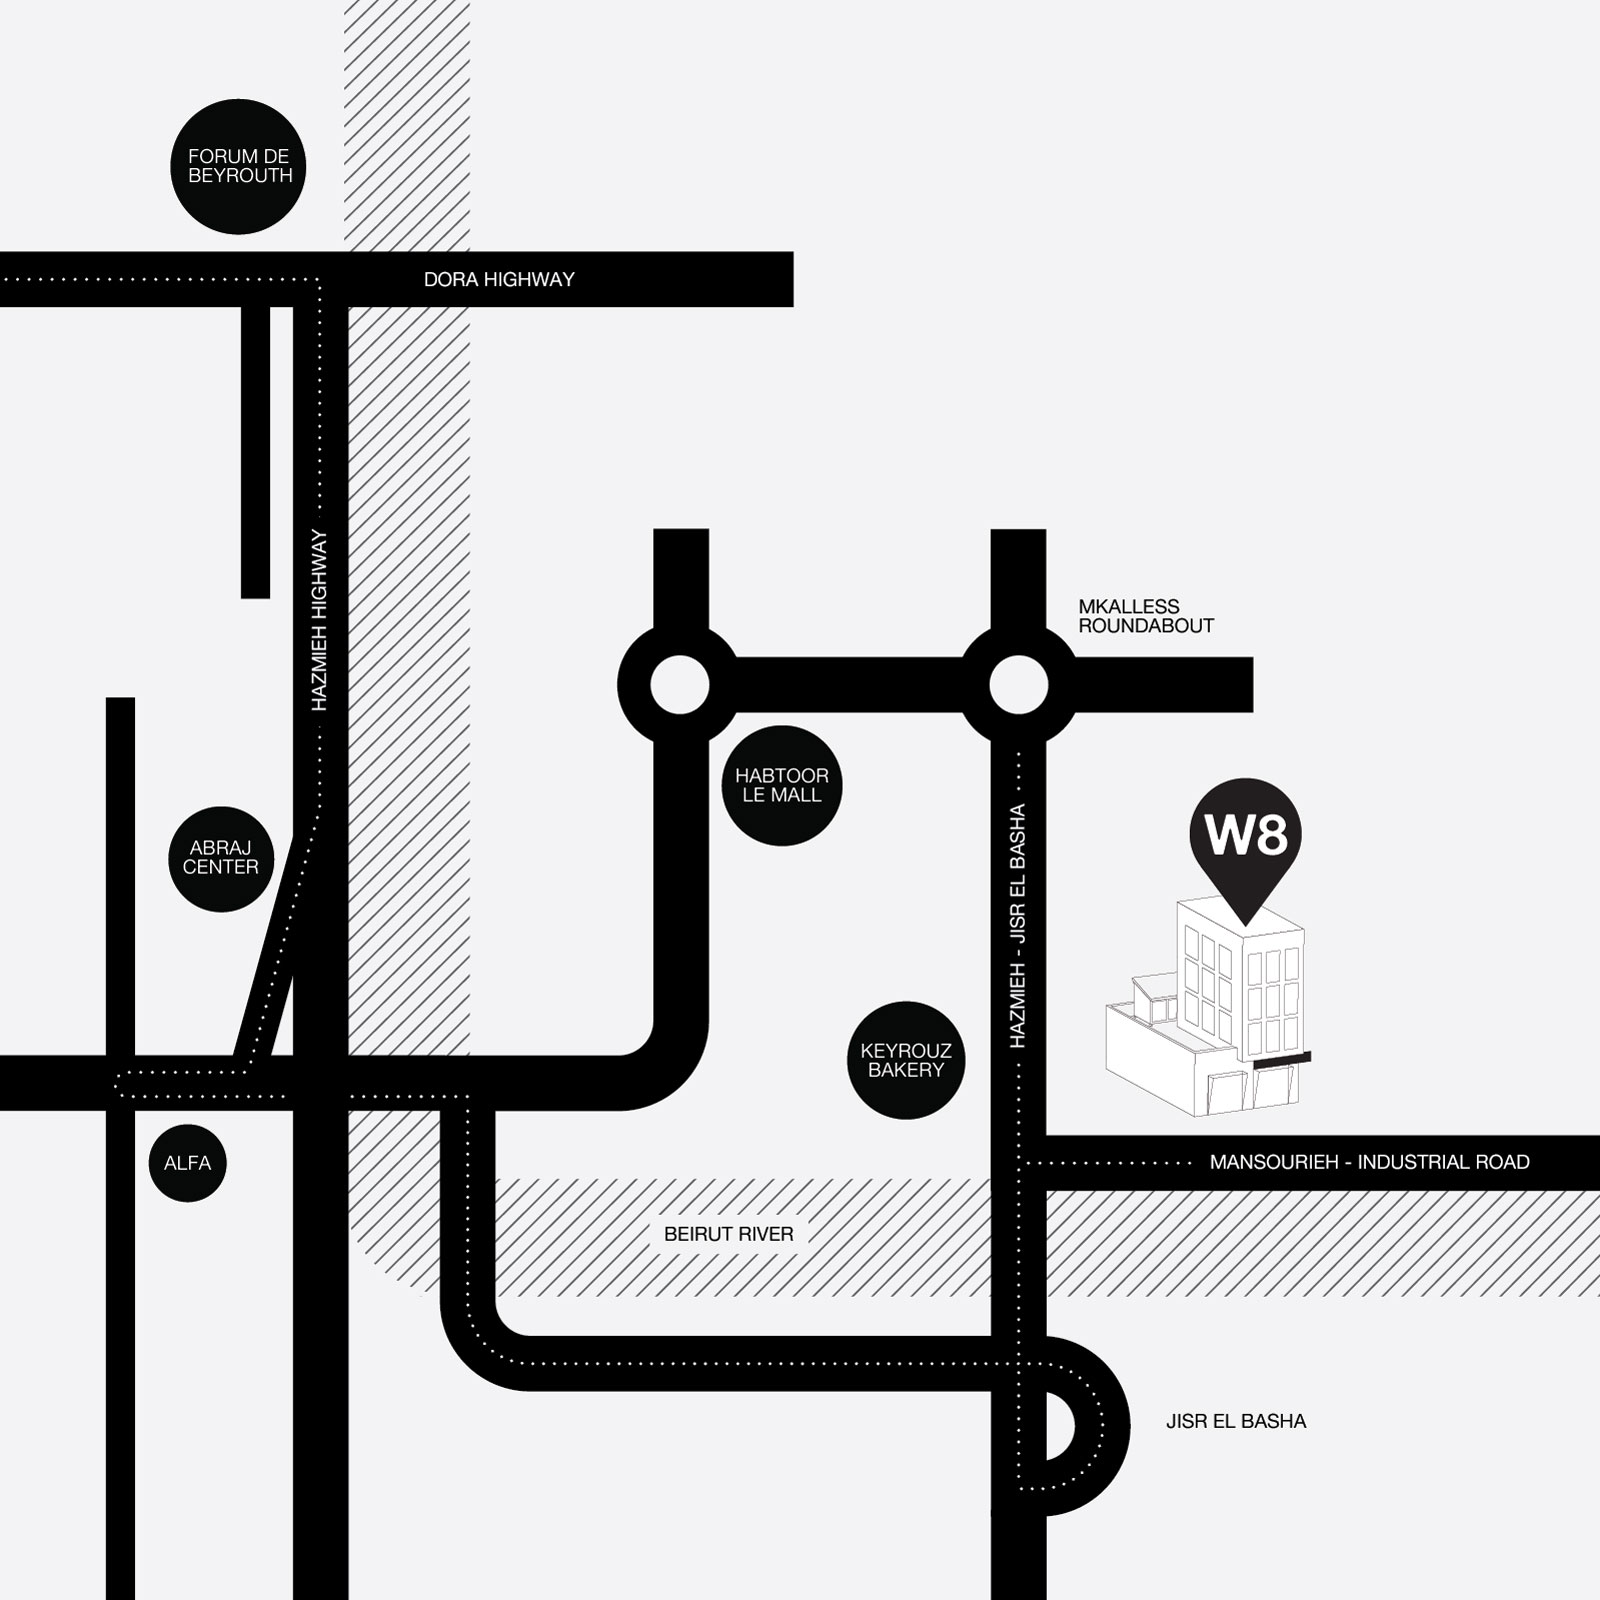 FORUM DE
BEYROUTH
DORA HIGHWAY
HAZMIEH HIGHWAY
MKALLESS
ROUNDABOUT
HABTOOR
LE MALL
W8
ABRAJ
CENTER
HAZMIEH - JISR EL BASHA
KEYROUZ
BAKERY
ALFA
MANSOURIEH - INDUSTRIAL ROAD
BEIRUT RIVER
JISR EL BASHA